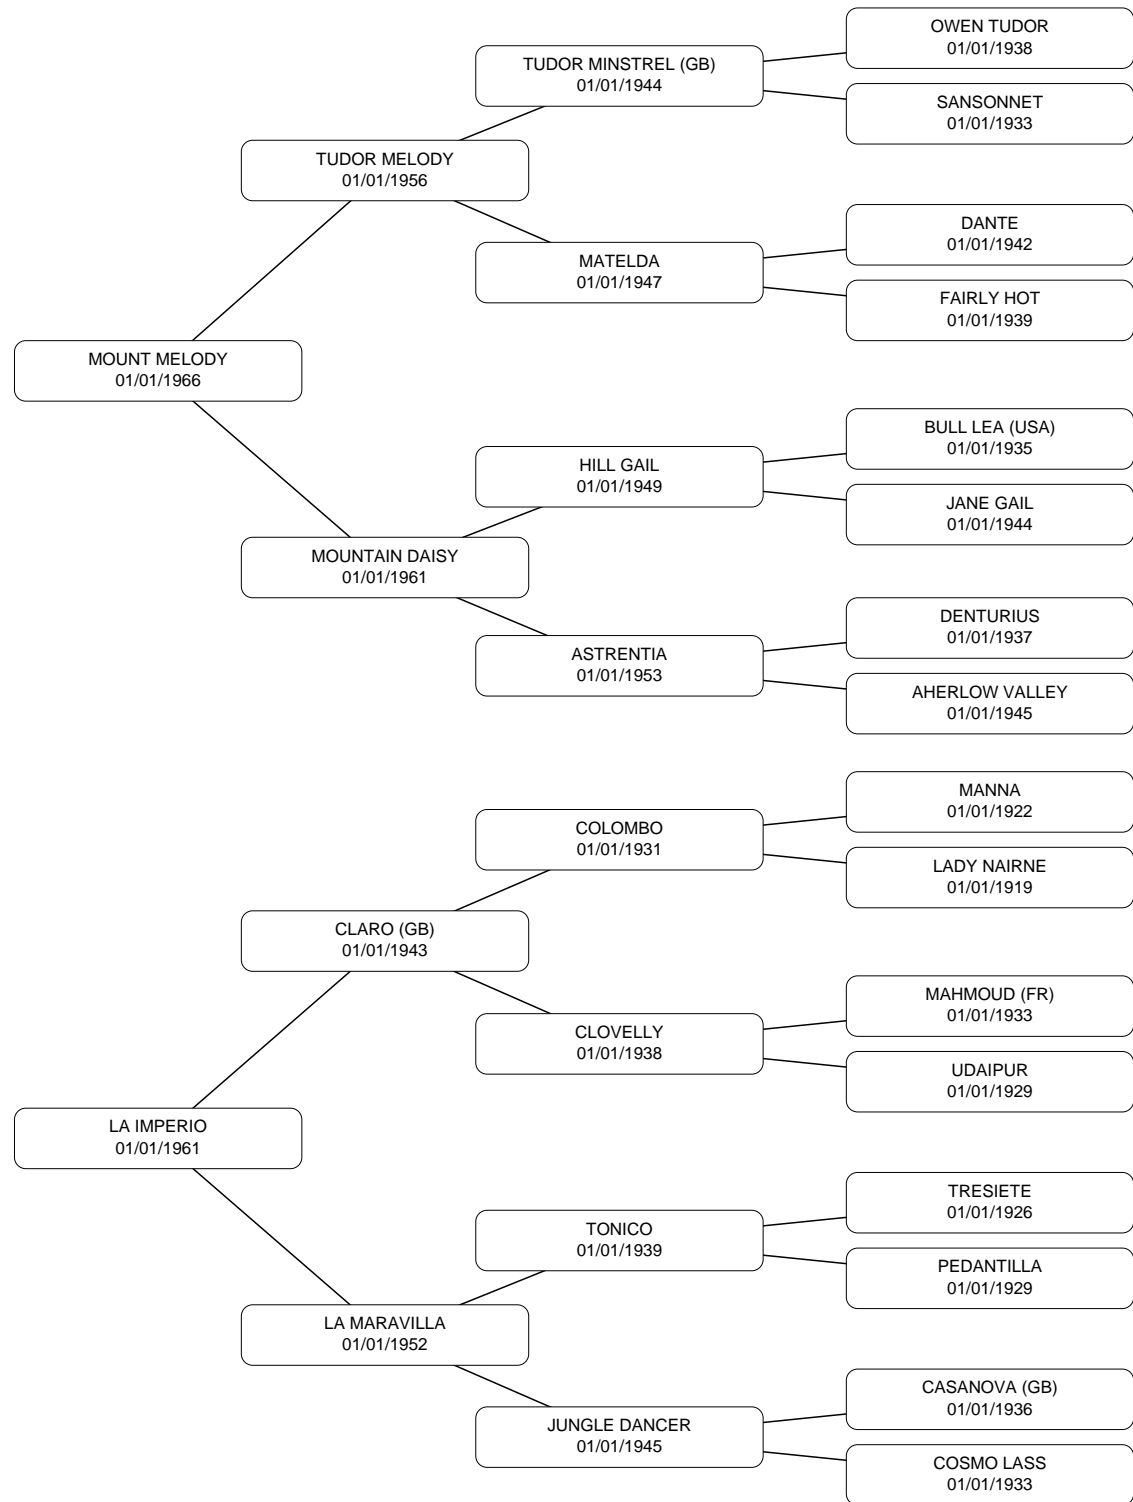 OWEN TUDOR
01/01/1938
TUDOR MINSTREL (GB)
01/01/1944
SANSONNET
01/01/1933
TUDOR MELODY
01/01/1956
DANTE
01/01/1942
MATELDA
01/01/1947
FAIRLY HOT
01/01/1939
MOUNT MELODY
01/01/1966
BULL LEA (USA)
01/01/1935
HILL GAIL
01/01/1949
JANE GAIL
01/01/1944
MOUNTAIN DAISY
01/01/1961
DENTURIUS
01/01/1937
ASTRENTIA
01/01/1953
AHERLOW VALLEY
01/01/1945
MANNA
01/01/1922
COLOMBO
01/01/1931
LADY NAIRNE
01/01/1919
CLARO (GB)
01/01/1943
MAHMOUD (FR)
01/01/1933
CLOVELLY
01/01/1938
UDAIPUR
01/01/1929
LA IMPERIO
01/01/1961
TRESIETE
01/01/1926
TONICO
01/01/1939
PEDANTILLA
01/01/1929
LA MARAVILLA
01/01/1952
CASANOVA (GB)
01/01/1936
JUNGLE DANCER
01/01/1945
COSMO LASS
01/01/1933